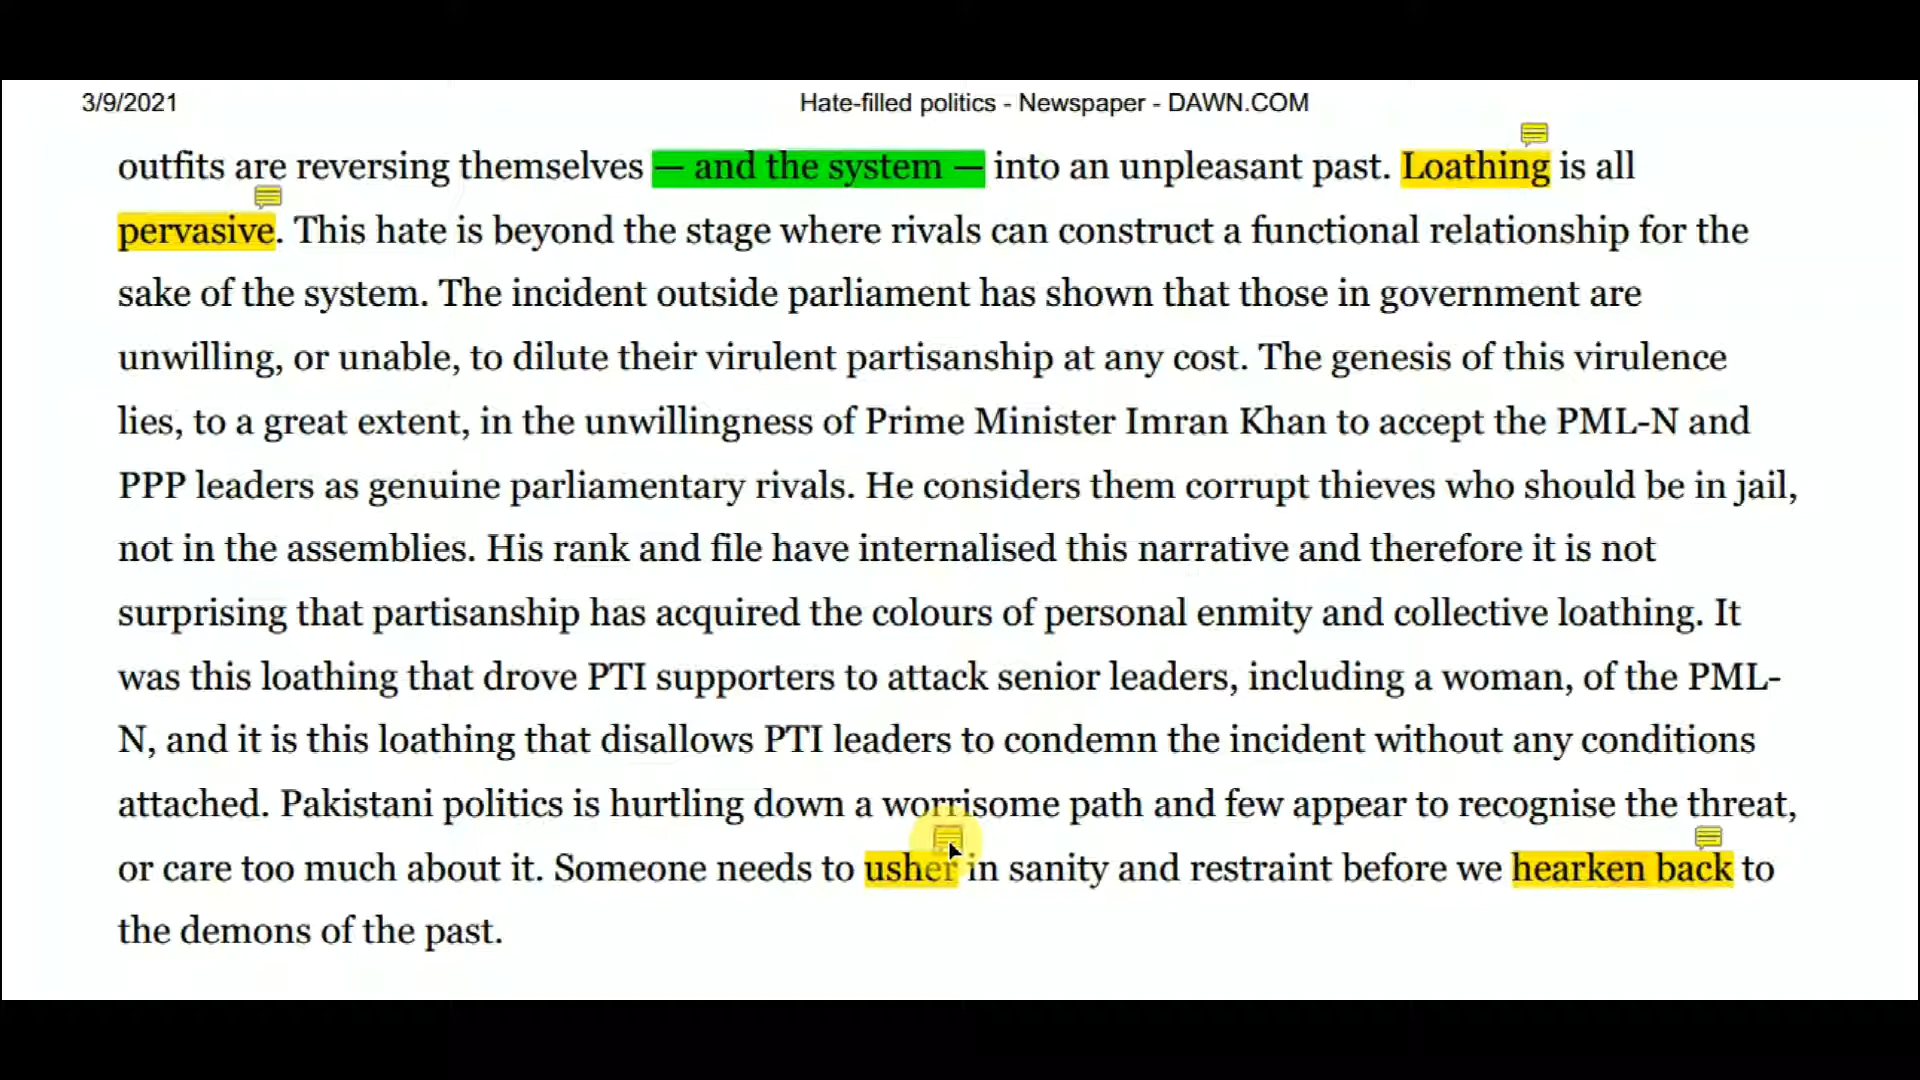 3/9/2021 Hate-filled politics - Newspaper - DAWN.COM
outfits are reversing themselves — and the system — into an unpleasant past. Loathing is all
pervasive. This hate is beyond the stage where rivals can construct a functional relationship for the
sake of the system. The incident outside parliament has shown that those in government are
unwilling, or unable, to dilute their virulent partisanship at any cost. The genesis of this virulence
lies, to a great extent, in the unwillingness of Prime Minister Imran Khan to accept the PML-N and
PPP leaders as genuine parliamentary rivals. He considers them corrupt thieves who should be in jail,
not in the assemblies. His rank and file have internalised this narrative and therefore it is not
surprising that partisanship has acquired the colours of personal enmity and collective loathing. It
was this loathing that drove PTI supporters to attack senior leaders, including a woman, of the PML-
N, and it is this loathing that disallows PTI leaders to condemn the incident without any conditions
attached. Pakistani politics is hurtling down a worrisome path and few appear to recognise the threat,
or care too much about it. Someone needs to usher in sanity and restraint before we hearken back to
the demons of the past.